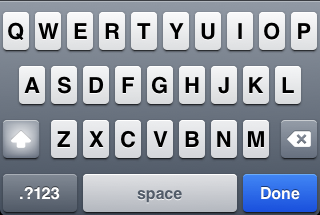 Q W E R T Y U I O P
A S D F G H J K L
Z X C V B N M
.?123 space Done